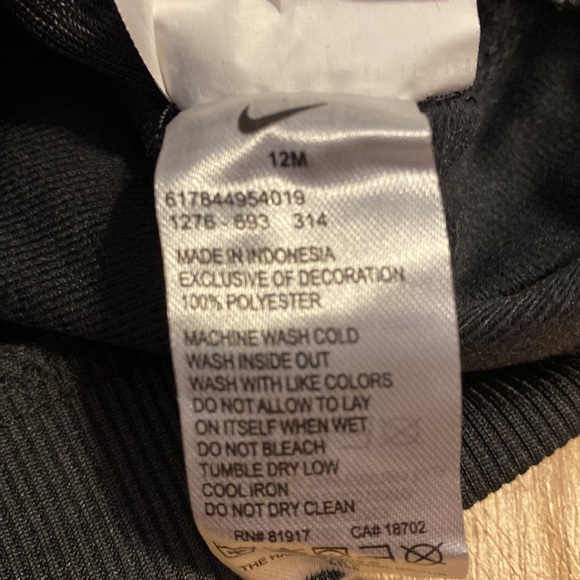 12M
617844954019
1276 - 693 314
MADE IN INDONESIA
EXCLUSIVE OF DECORATION
100% POLYESTER
MACHINE WASH COLD
WASH INSIDE OUT
WASH WITH LIKE COLORS
DO NOT ALLOW TO LAY
ON ITSELF WHEN WET
DO NOT BLEACH
TUMBLE DRY LOW
COOL IRON
DO NOT DRY CLEAN
RN# 81917 CA# 18702
THE